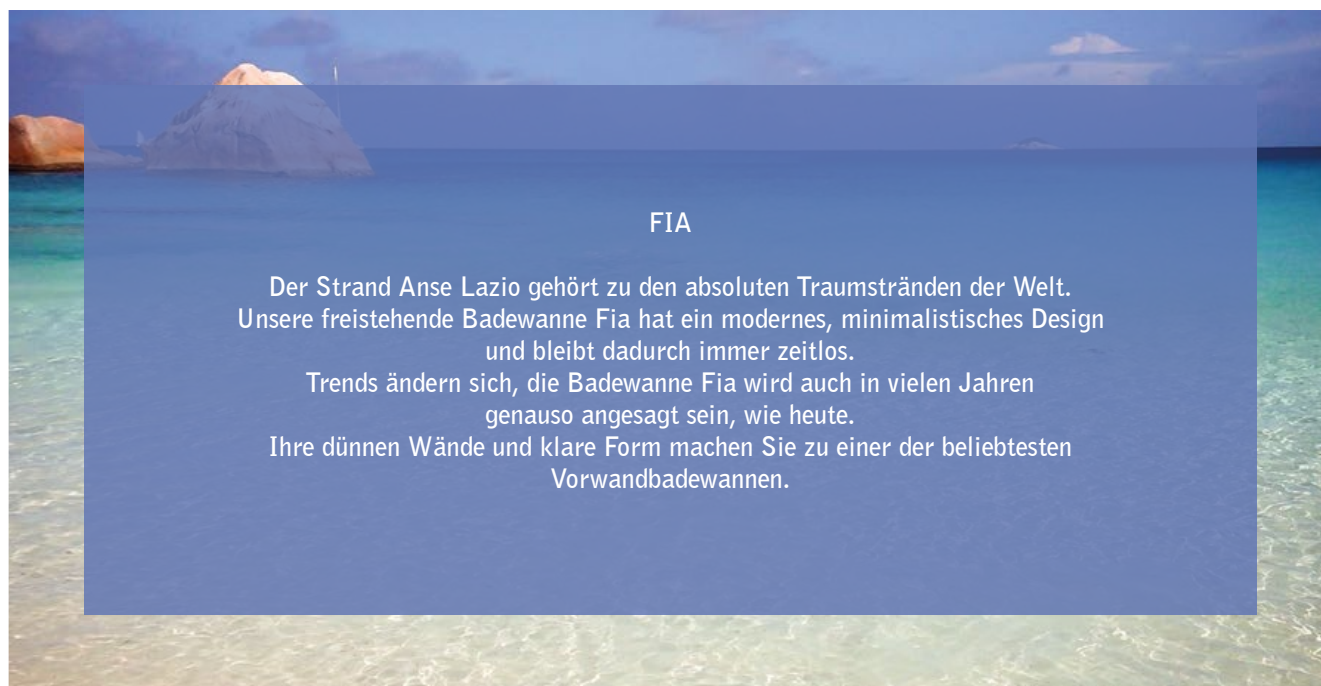 FIA
Der Strand Anse Lazio gehört zu den absoluten Traumstränden der Welt.
Unsere freistehende Badewanne Fia hat ein modernes, minimalistisches Design
und bleibt dadurch immer zeitlos.
Trends ändern sich, die Badewanne Fia wird auch in vielen Jahren
genauso angesagt sein, wie heute.
Ihre dünnen Wände und klare Form machen Sie zu einer der beliebtesten
Vorwandbadewannen.